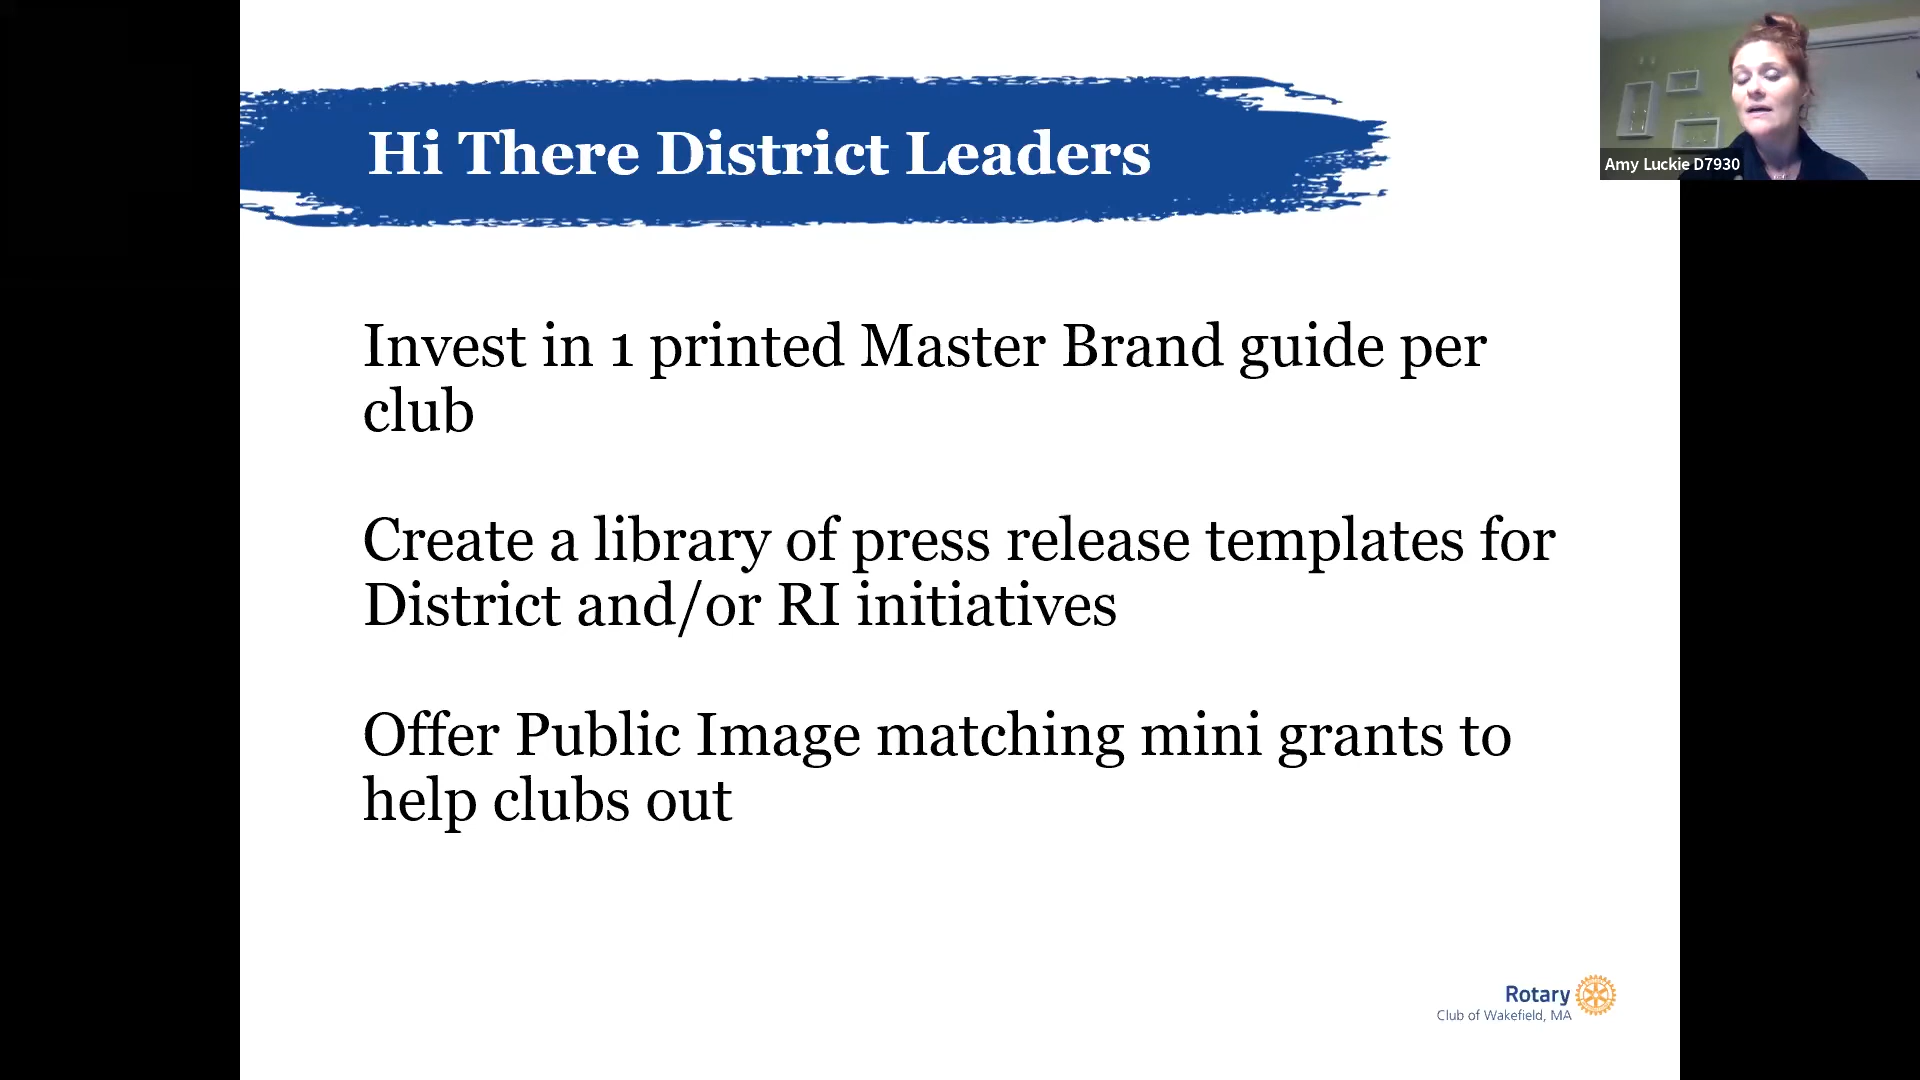 Hi There District Leaders
Amy Luckie D7930
Invest in 1 printed Master Brand guide per
club
Create a library of press release templates for
District and/or RI initiatives
Offer Public Image matching mini grants to
help clubs out
Rotary
Club of Wakefield, MA